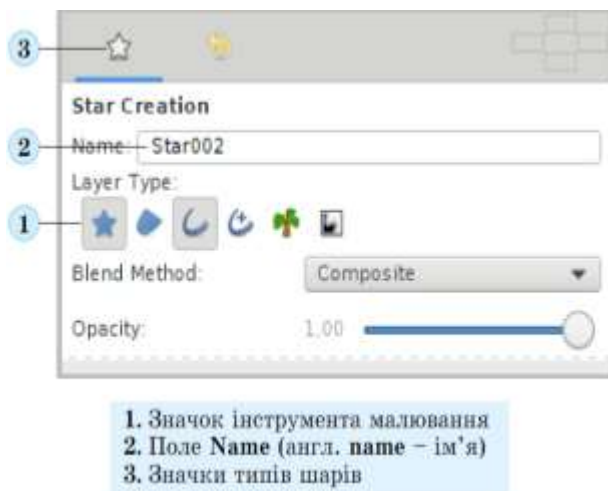 3
Star Creation
2 Name: Star002
Layer Type:
1
Blend Method: Composite
Opacity: 1,00
1. Значок інструмента малювання
2. Поле Name (англ. name – ім’я)
3. Значки типів шарів